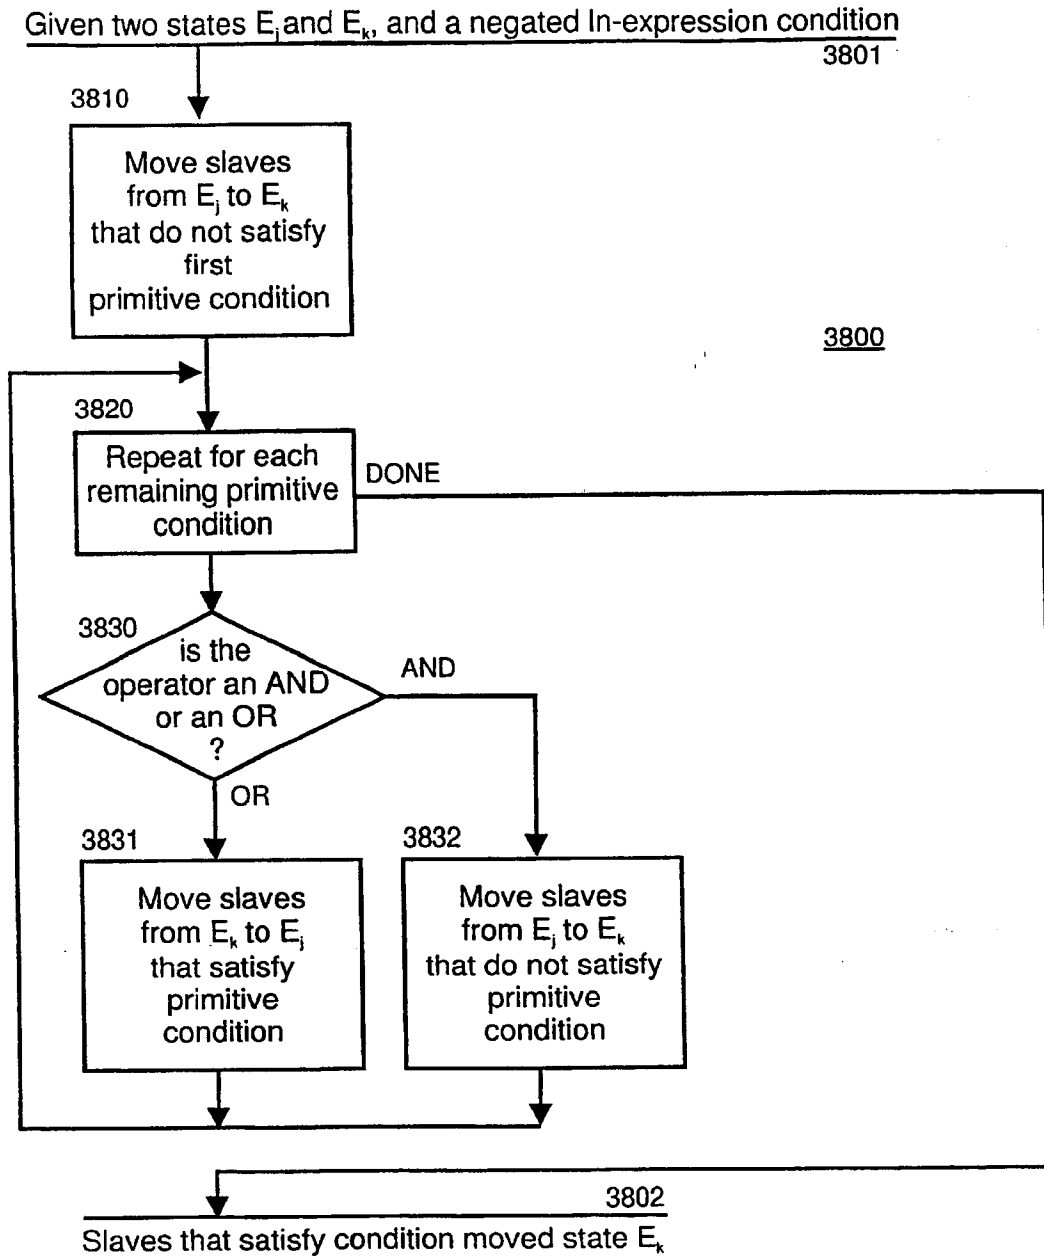 Given two states Ej and Ek, and a negated In-expression condition
3801
3810
Move slaves
from Ej to Ek
that do not satisfy
first
primitive condition
3800
3820
Repeat for each
remaining primitive
condition
DONE
3830
is the
operator an AND
or an OR
?
AND
OR
3831
Move slaves
from Ek to Ej
that satisfy
primitive
condition
3832
Move slaves
from Ej to Ek
that do not satisfy
primitive
condition
3802
Slaves that satisfy condition moved state Ek